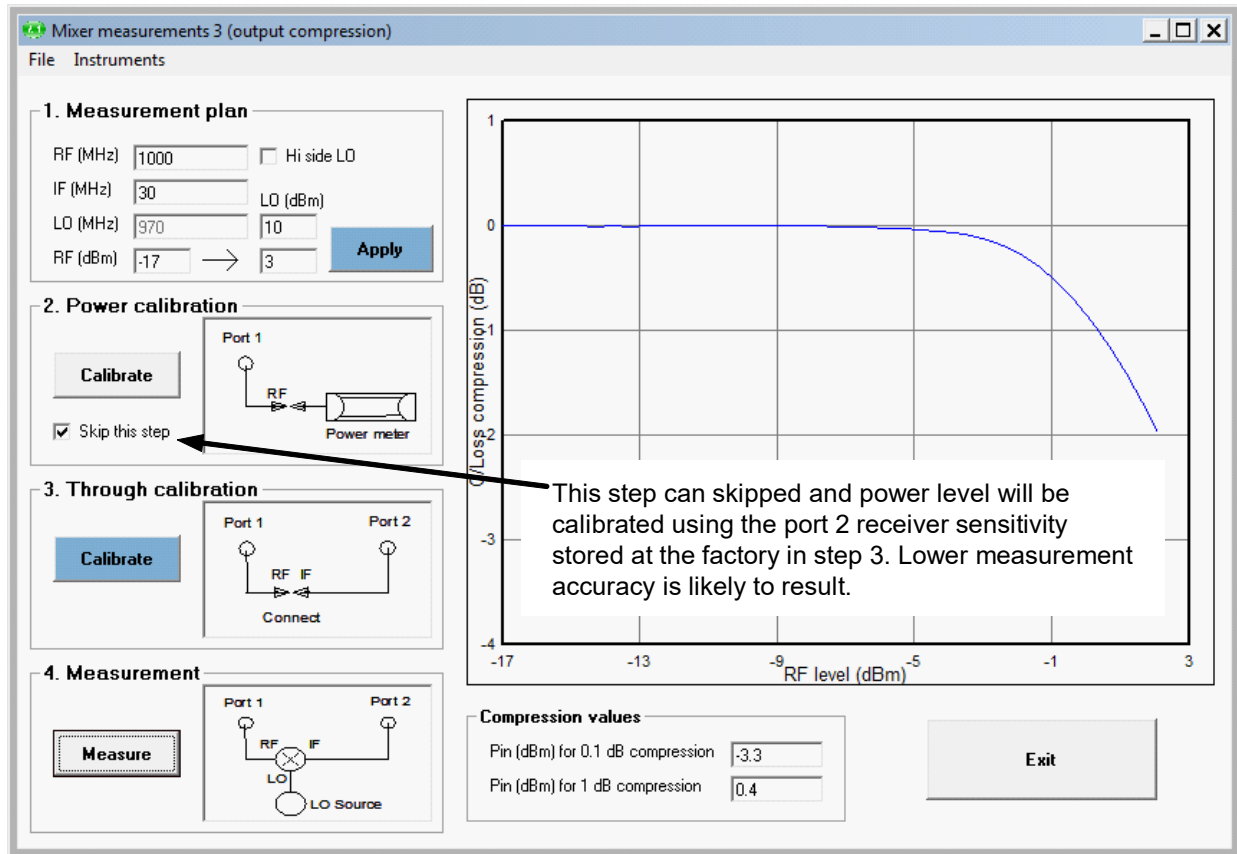 Mixer measurements 3 (output compression)
File Instruments
1. Measurement plan
RF (MHz) 1000 Hi side LO
IF (MHz) 30
LO (dBm)
LO (MHz) 970 10
RF (dBm) -17 3
Apply
2. Power calibration
Calibrate
Skip this step
Port 1
RF
Power meter
3. Through calibration
Calibrate
Port 1 Port 2
RF IF
Connect
4. Measurement
Measure
Port 1 Port 2
RF IF
LO
LO Source
1
0
-1
-2
-3
-4
/Loss compression (dB)
-17 -13 -9 -5 -1 3
RF level (dBm)
This step can skipped and power level will be
calibrated using the port 2 receiver sensitivity
stored at the factory in step 3. Lower measurement
accuracy is likely to result.
Compression values
Pin (dBm) for 0.1 dB compression -3.3
Pin (dBm) for 1 dB compression 0.4
Exit